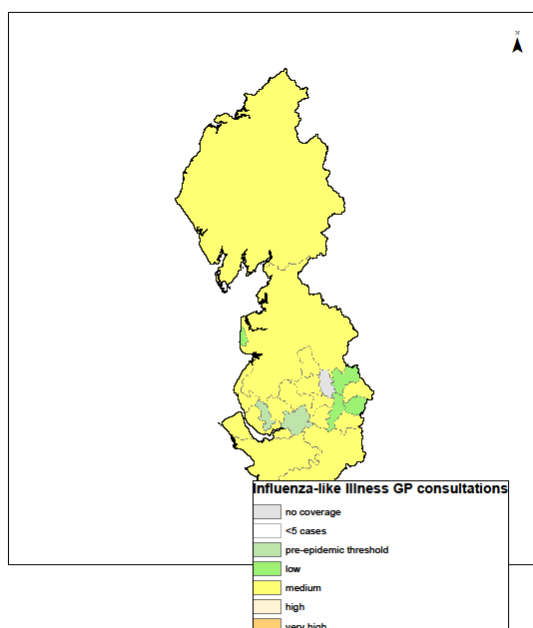 N
Influenza-like Illness GP consultations
no coverage
<5 cases
pre-epidemic threshold
low
medium
high
very high